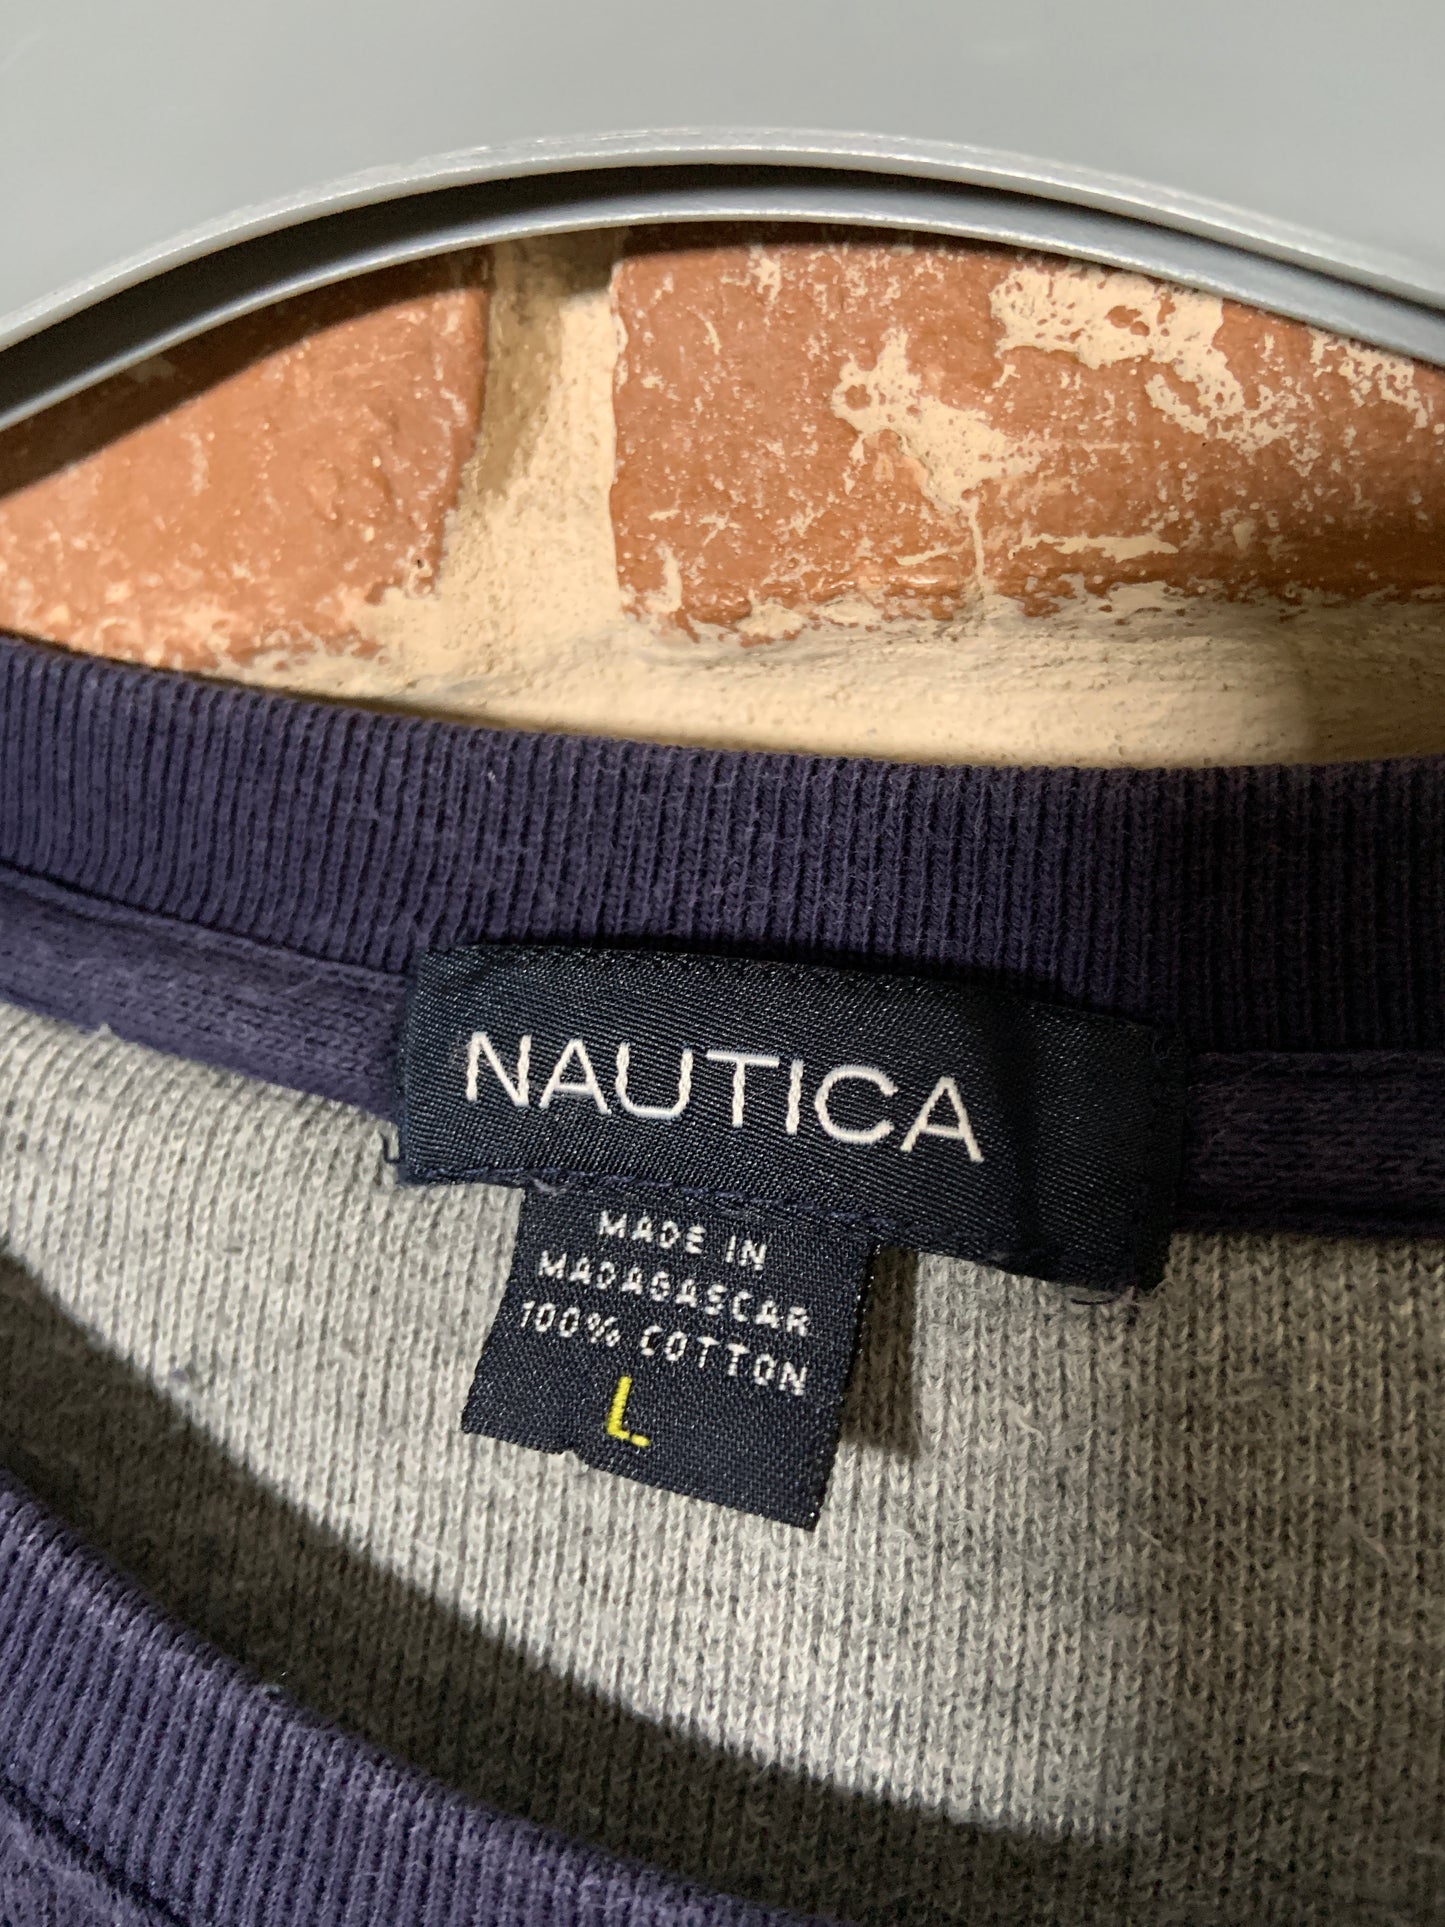 NAUTICA
MADE IN
MADAGASCAR
100% COTTON
L